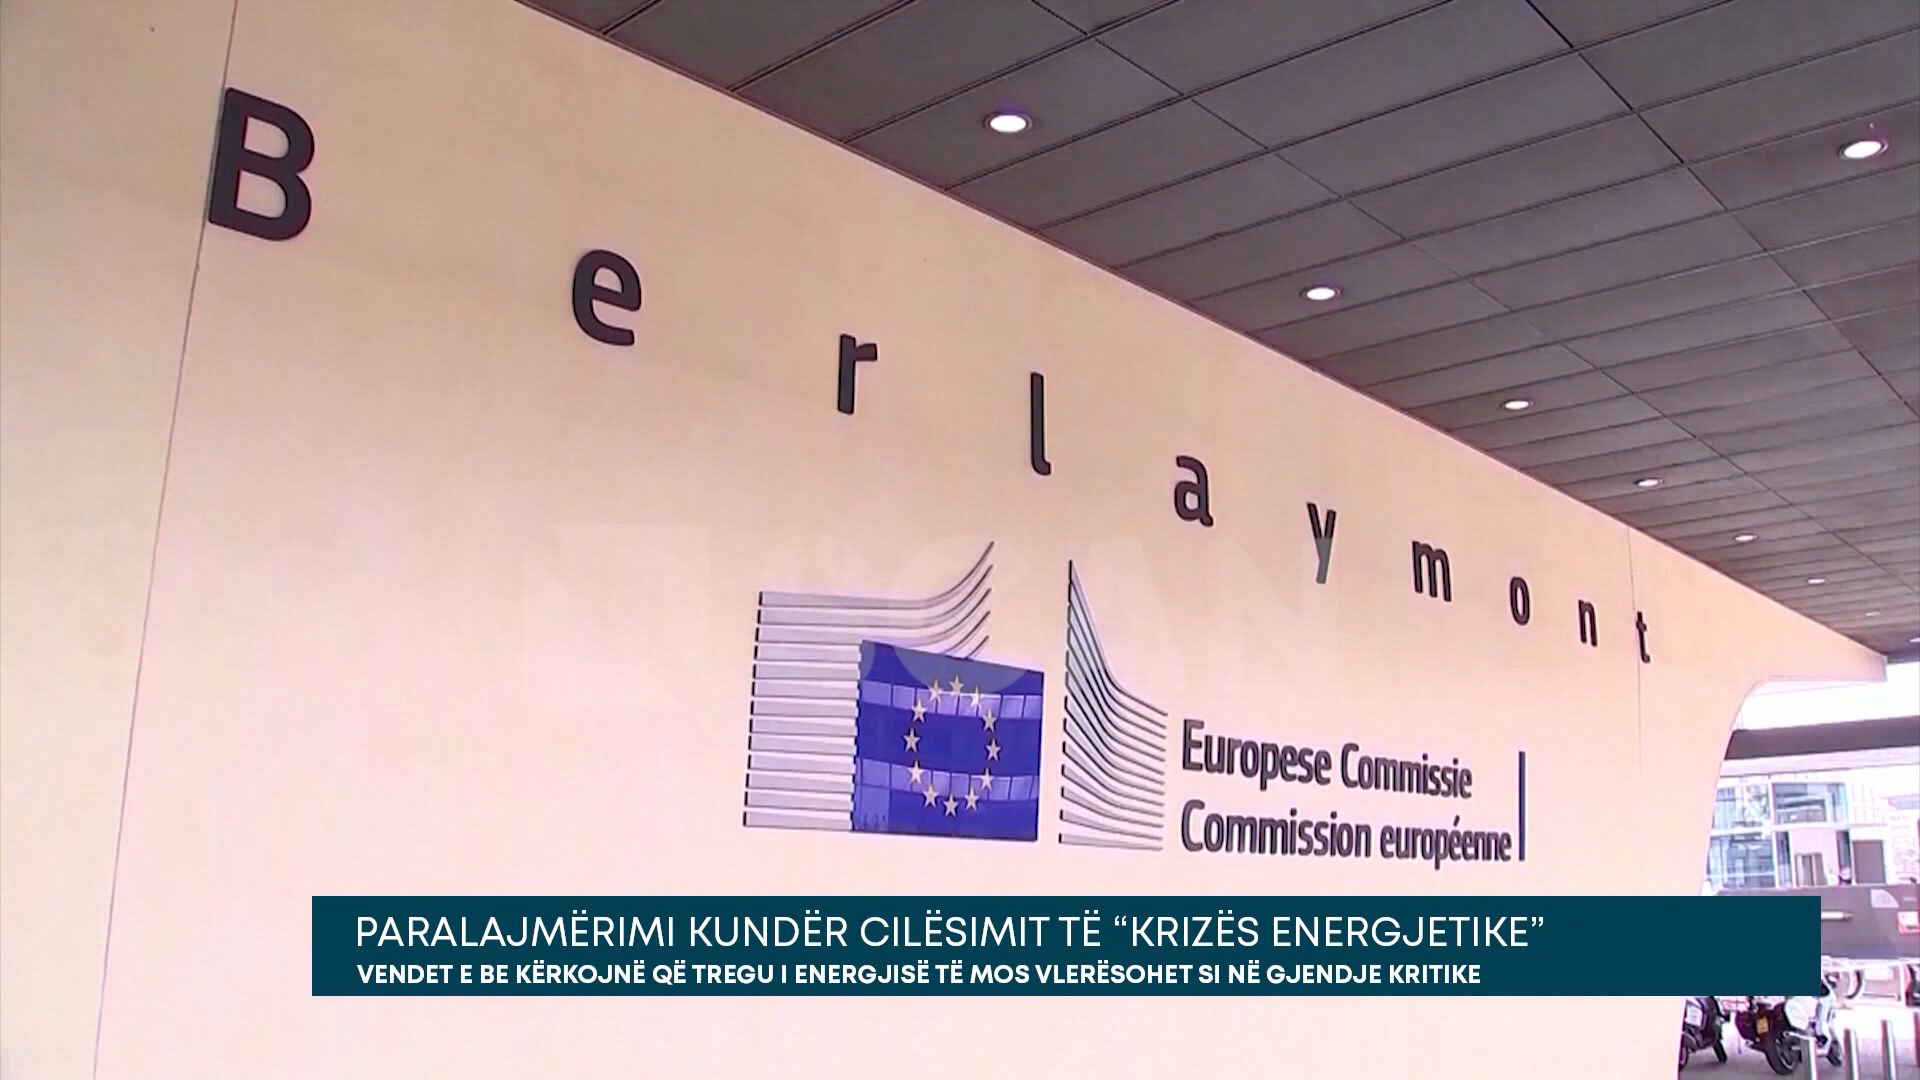 Berlaymont
SCAN
Europese Commissie
Commission européenne
PARALAJMËRIMI KUNDËR CILËSIMIT TË “KRIZËS ENERGJETIKE”
VENDET E BE KËRKOJNË QË TREGU I ENERGJISË TË MOS VLERËSOHET SI NË GJENDJE KRITIKE